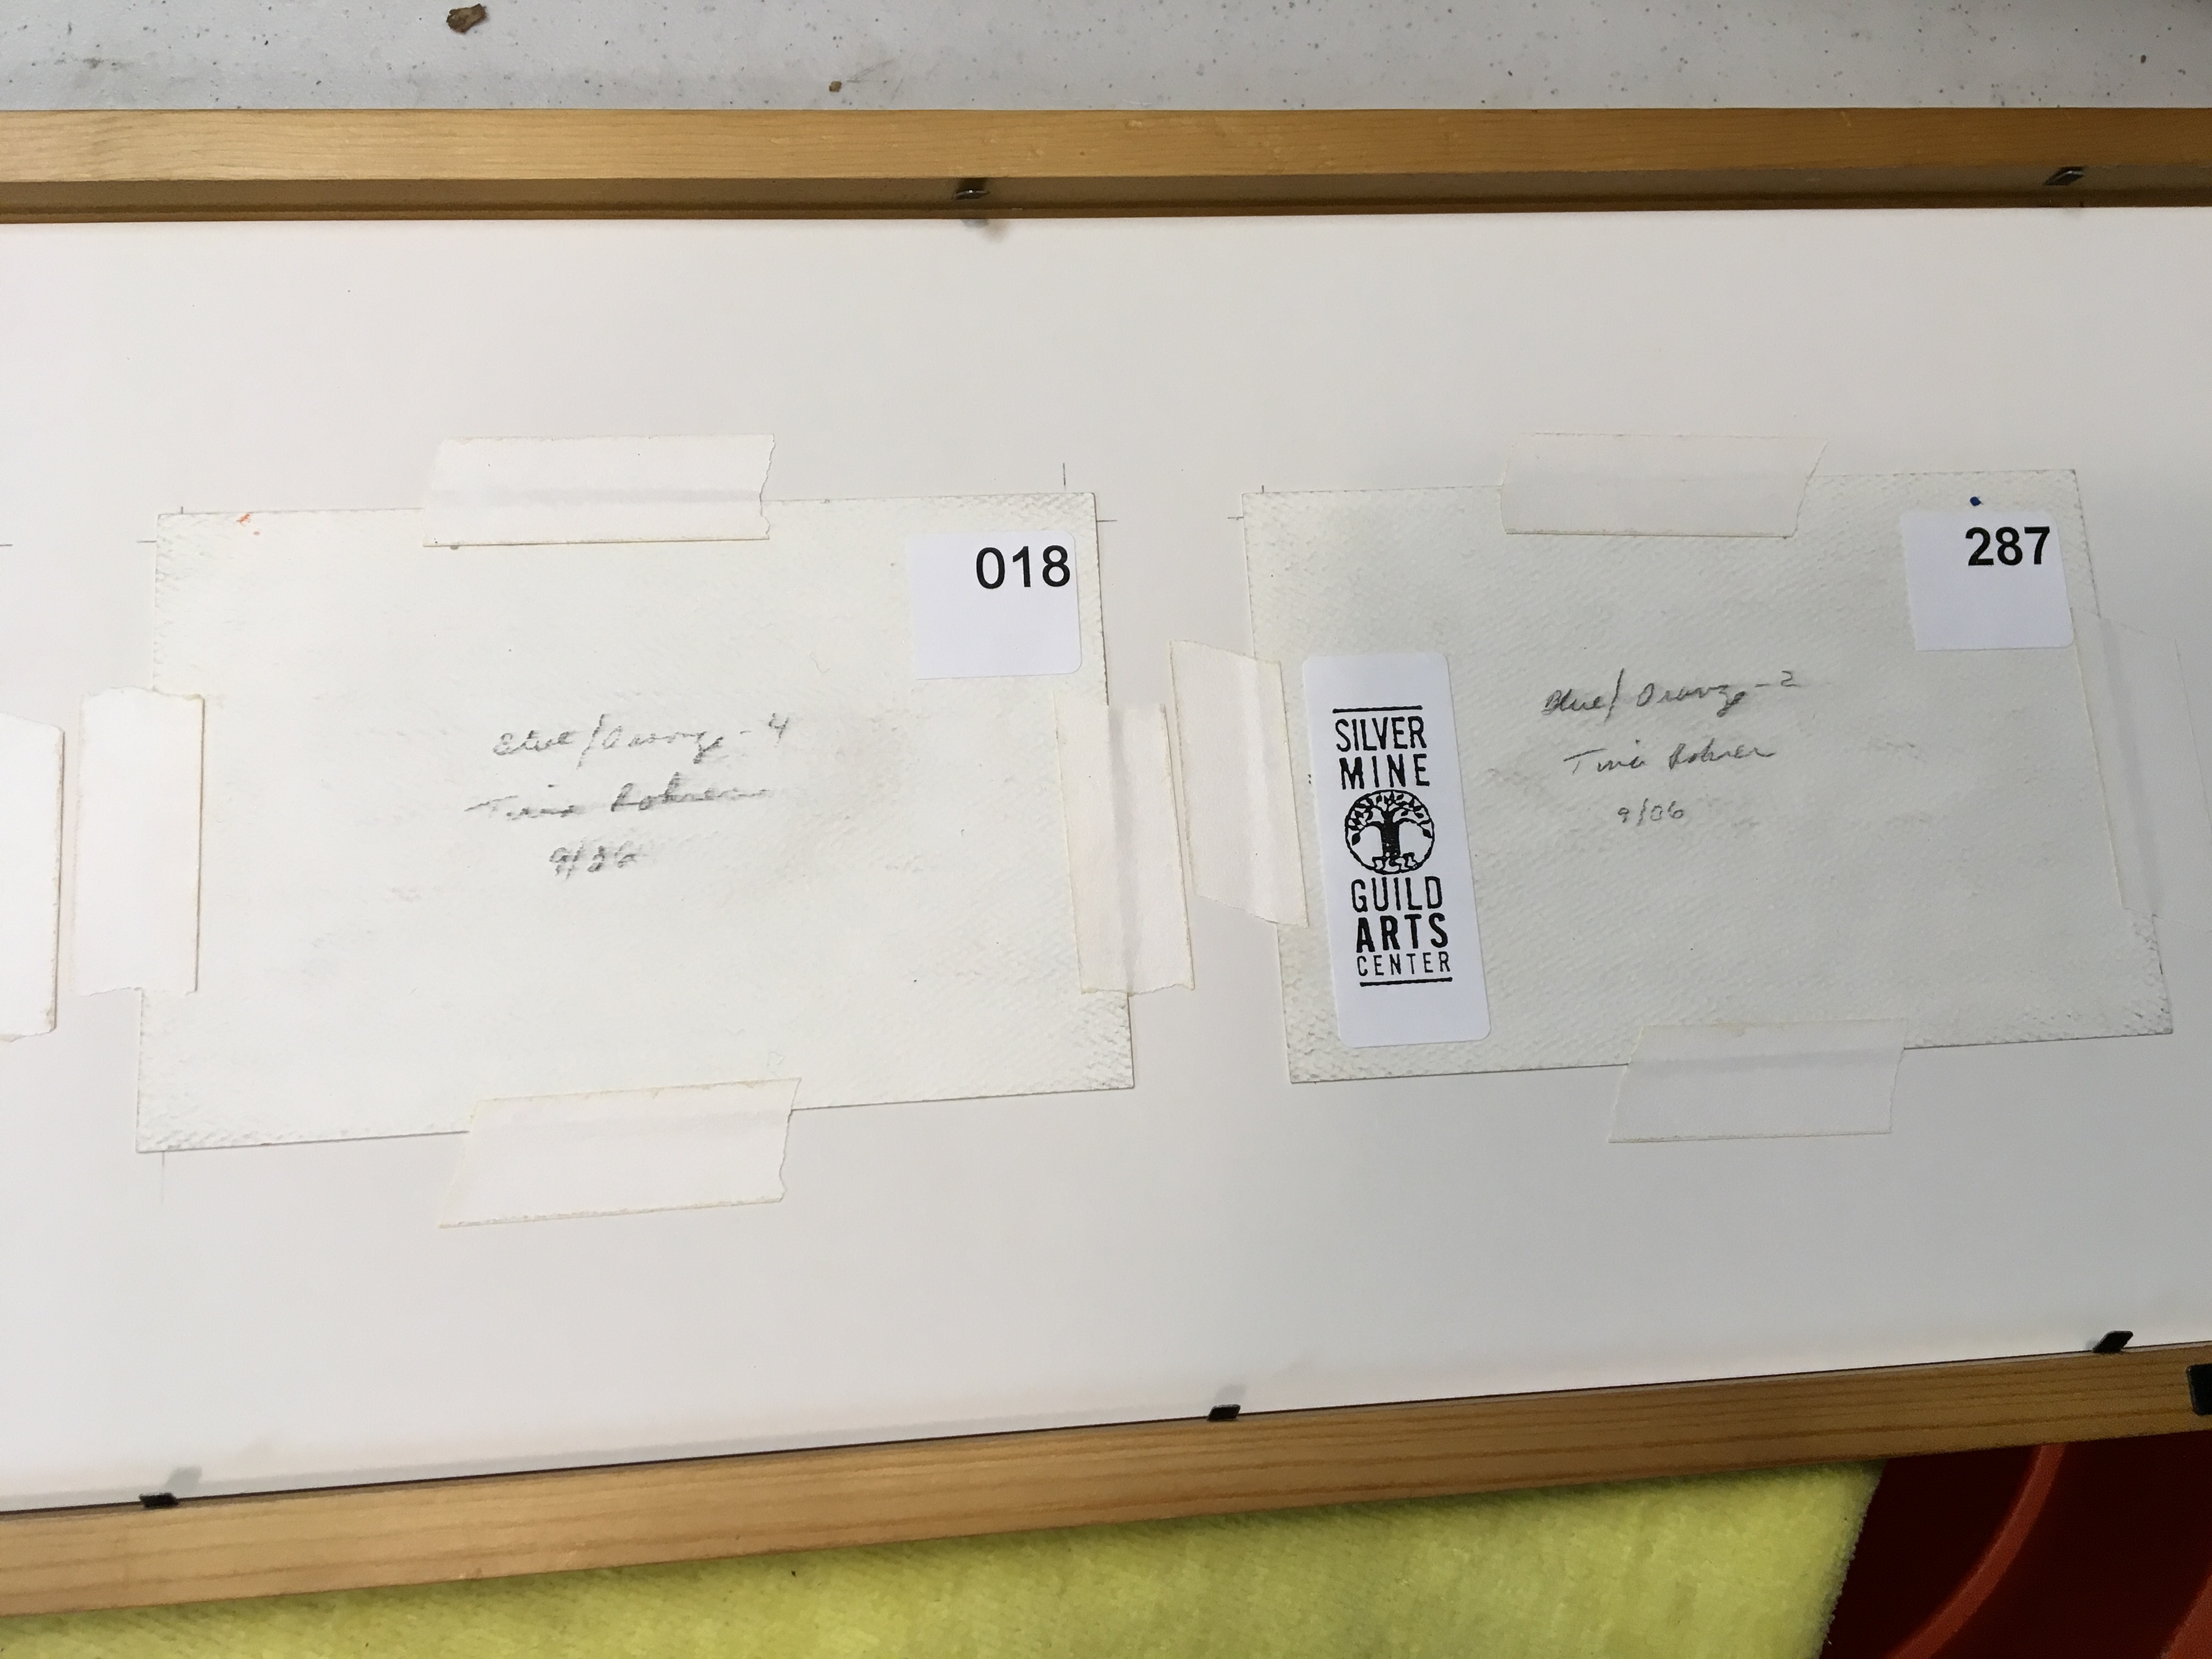 018
Blue/Orange-4
Tina Rohrer
9/06
287
Blue/Orange-2
Tina Rohrer
9/06
SILVER
MINE
GUILD
ARTS
CENTER